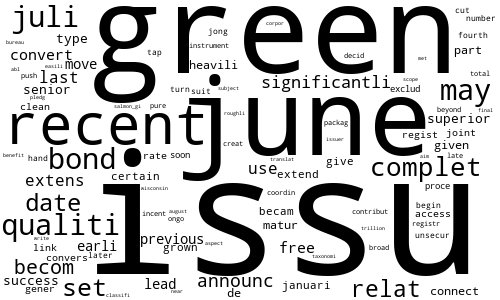 juli green cut number
jong corpor fourth
type instrument bureau
convert tap decid met part
move heavili easili
abl push last turn suit subject significantli scope total
senior exclud may
pledg clean salmon_gl pure beyond final
recent june roughli packag superior
regist joint
creat issuer given
benefit hand bond rate soon translat give aim late complet
certain use extend proce
extens issu wisconsin coordin
date incent august becam contribut begin
ongo access
qualiti matur trillion registr
write previous aspect unsecur
link earli grown free broad
convers later taxonomi
becom
success lead announc januari relat connect
gener set classifi near de